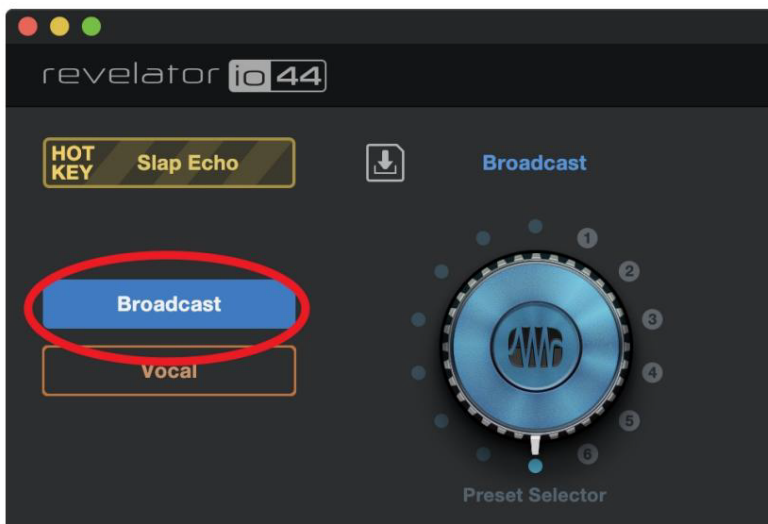 revelator io 44
HOT KEY
Slap Echo
Broadcast
Broadcast
Vocal
1
2
3
4
5
6
Preset Selector